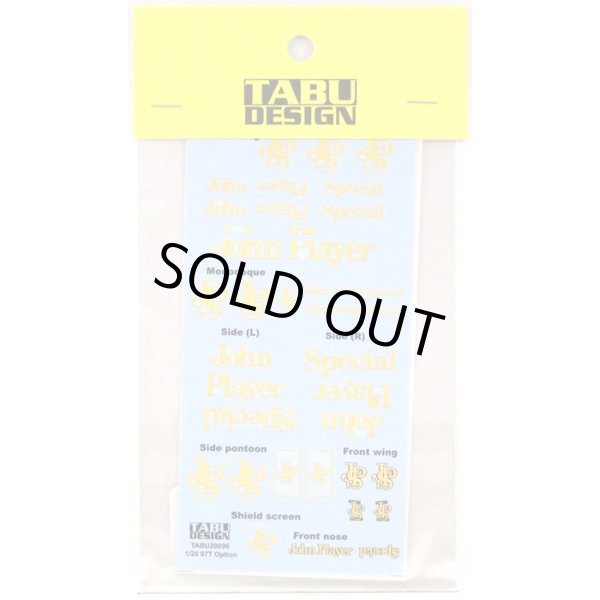 TABU
DESIGN
John Player Special
John Player Special
John Player
Monocoque
SOLD OUT
Side (L) Side (R)
John Special
Player Player
Special John
Side pontoon Front wing
Shield screen
TABU
DESIGN
TABU20096
1/20 97T Option
Front nose
John Player Special